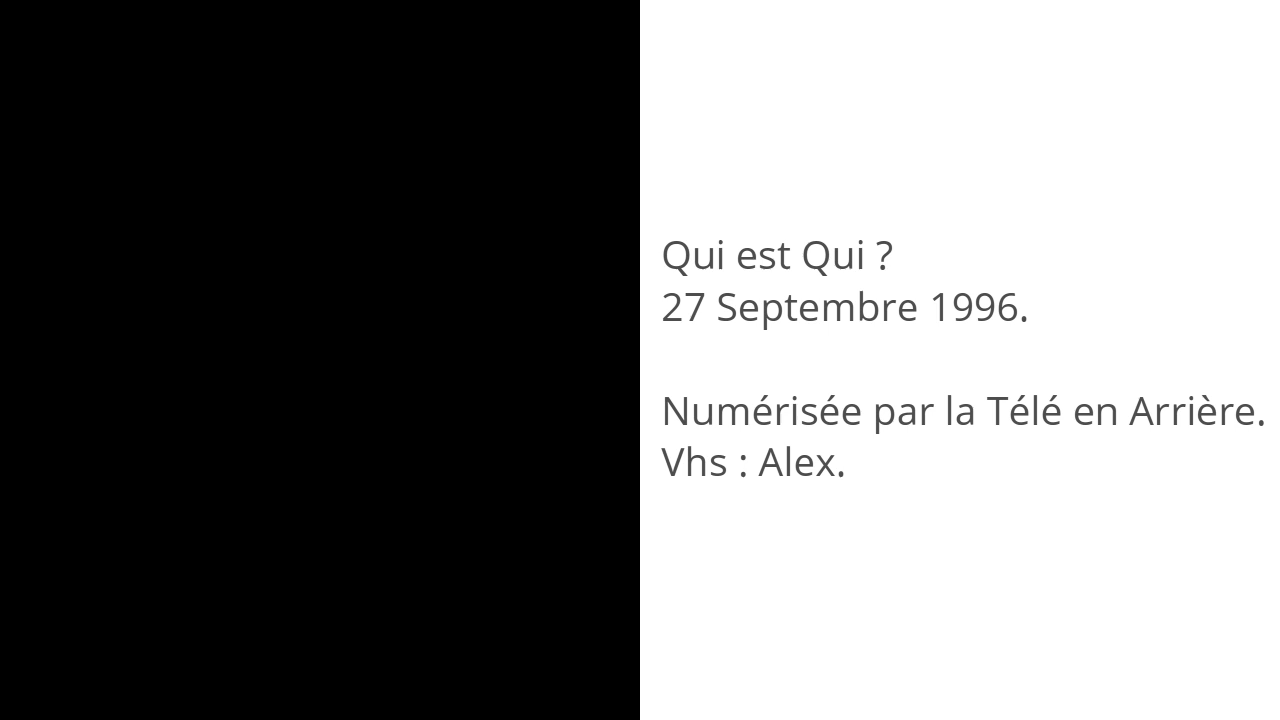 Qui est Qui ?
27 Septembre 1996.
Numérisée par la Télé en Arrière.
Vhs : Alex.